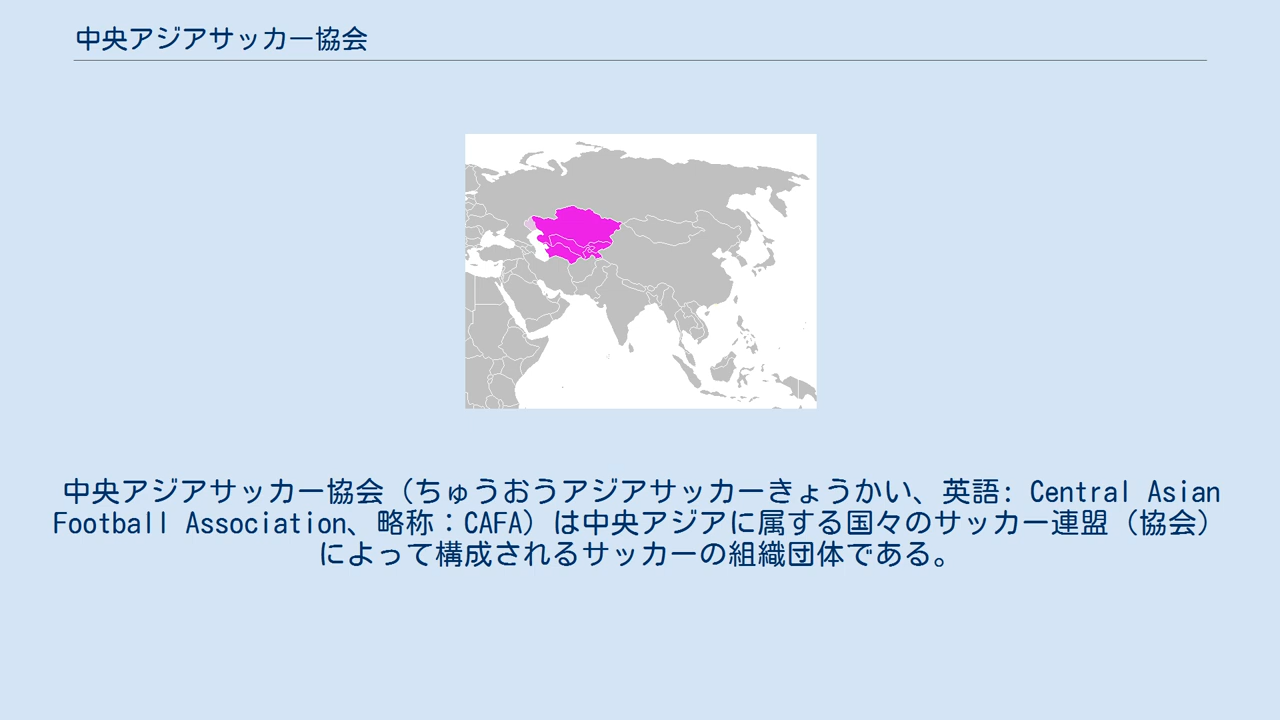 中央アジアサッカー協会
中央アジアサッカー協会（ちゅうおうアジアサッカーきょうかい、英語: Central Asian
Football Association、略称：CAFA）は中央アジアに属する国々のサッカー連盟（協会）
によって構成されるサッカーの組織団体である。